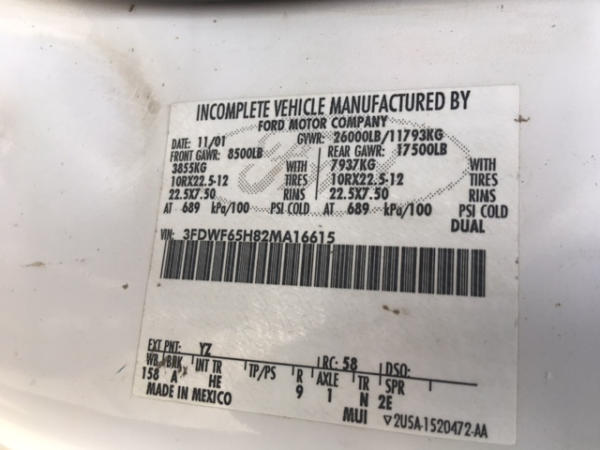 INCOMPLETE VEHICLE MANUFACTURED BY
FORD MOTOR COMPANY
DATE: 11/01 GVWR: 26000LB/11793KG
FRONT GAWR: 8500LB REAR GAWR: 17500LB
3855KG WITH 7937KG WITH
10RX22.5-12 TIRES 10RX22.5-12 TIRES
22.5X7.50 RIMS 22.5X7.50 RIMS
AT 689 kPa/100 PSI COLD AT 689 kPa/100 PSI COLD
DUAL
VIN: 3FDWF65H82MA16615
EXT PNT: YZ RC: 58 DSO:
WB BRK INT TR TP/PS R AXLE TR SPR
158 A HE 9 1 N 2E
MADE IN MEXICO MUI ▽2U5A-1520472-AA